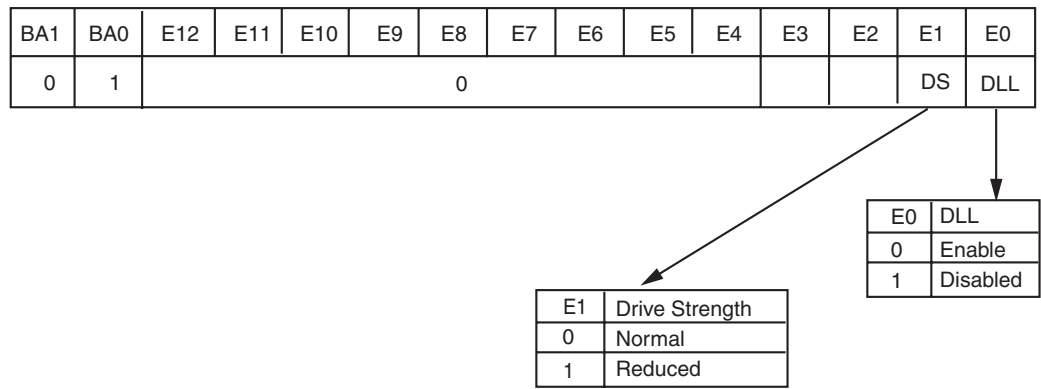 BA1 BA0 E12 E11 E10 E9 E8 E7 E6 E5 E4 E3 E2 E1 E0
0 1 0 DS DLL
E0 DLL
0 Enable
1 Disabled
E1 Drive Strength
0 Normal
1 Reduced